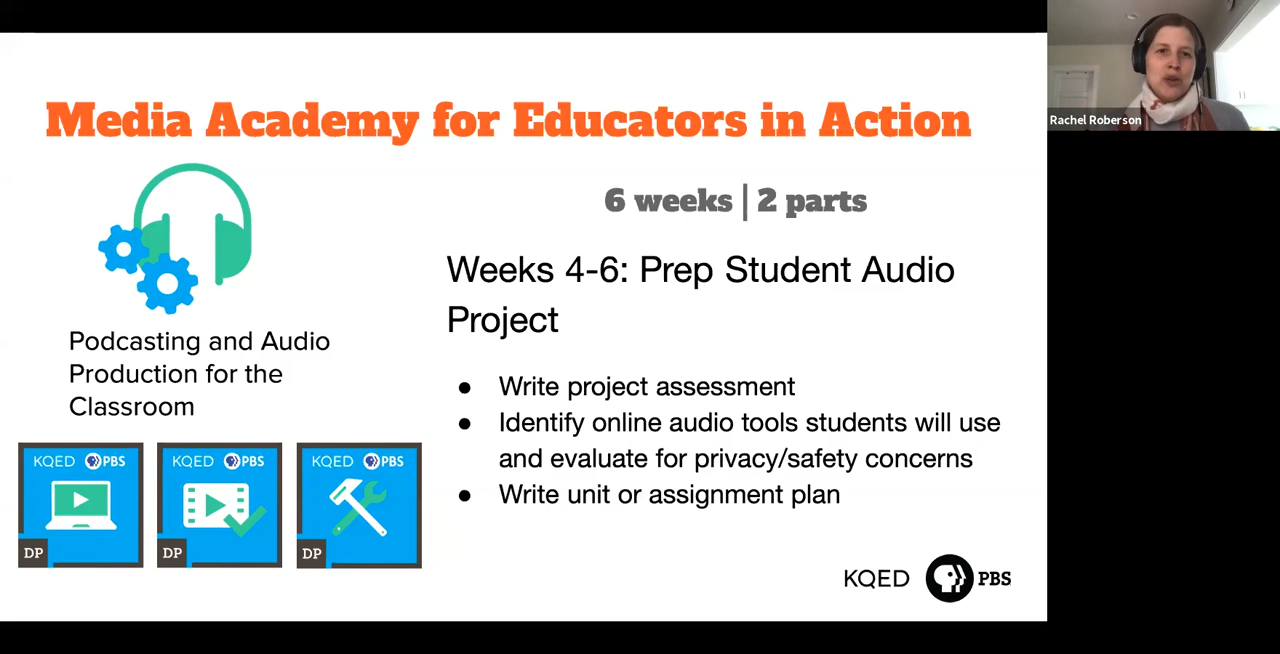 Media Academy for Educators in Action
Rachel Roberson
6 weeks | 2 parts
Weeks 4-6: Prep Student Audio
Project
Podcasting and Audio
Production for the
Classroom
● Write project assessment
● Identify online audio tools students will use
and evaluate for privacy/safety concerns
● Write unit or assignment plan
KQED PBS
DP
KQED PBS
DP
KQED PBS
DP
KQED PBS